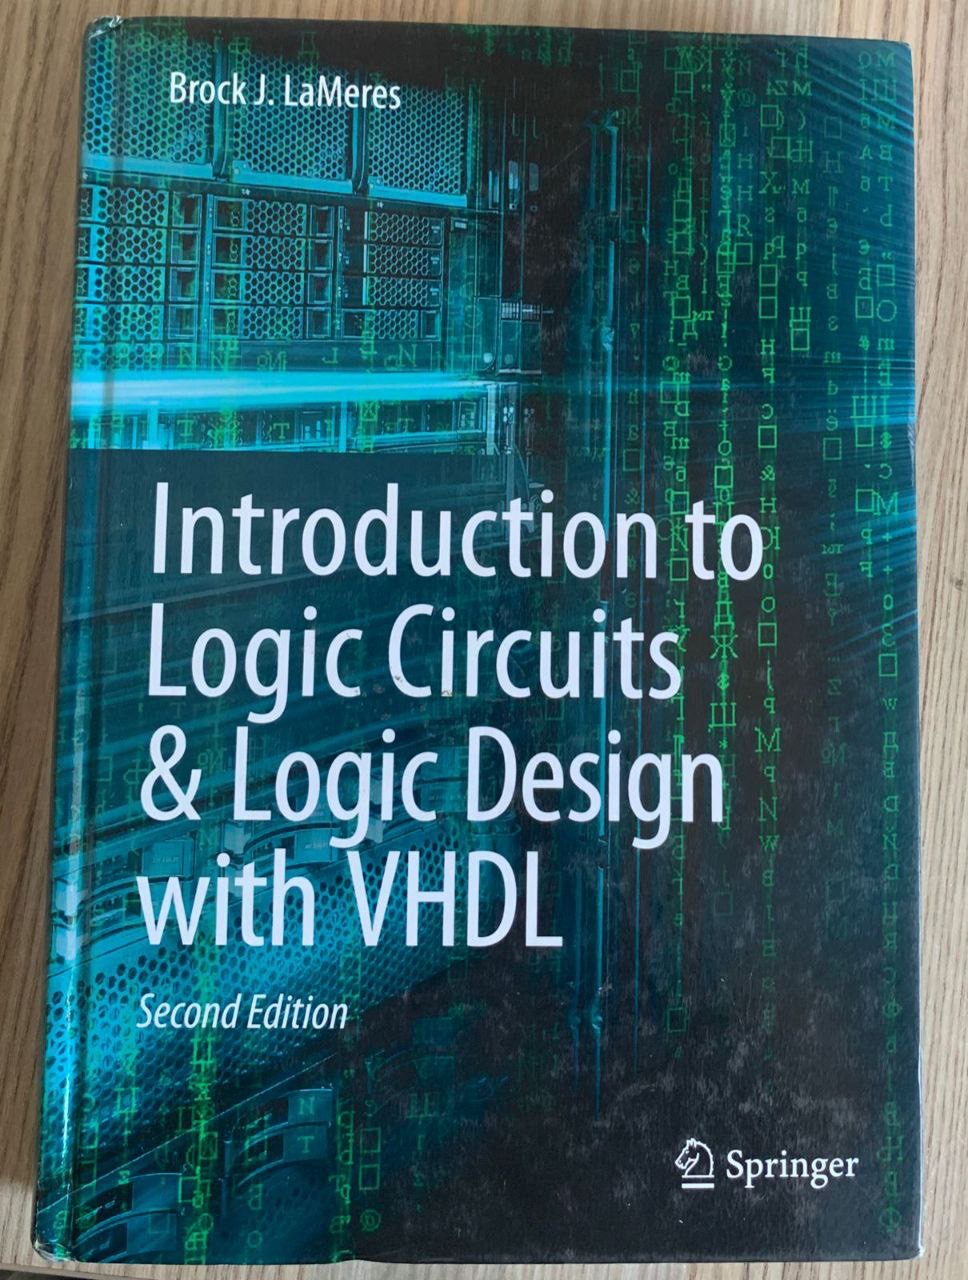 Brock J. LaMeres
Introduction to
Logic Circuits
& Logic Design
with VHDL
Second Edition
Springer